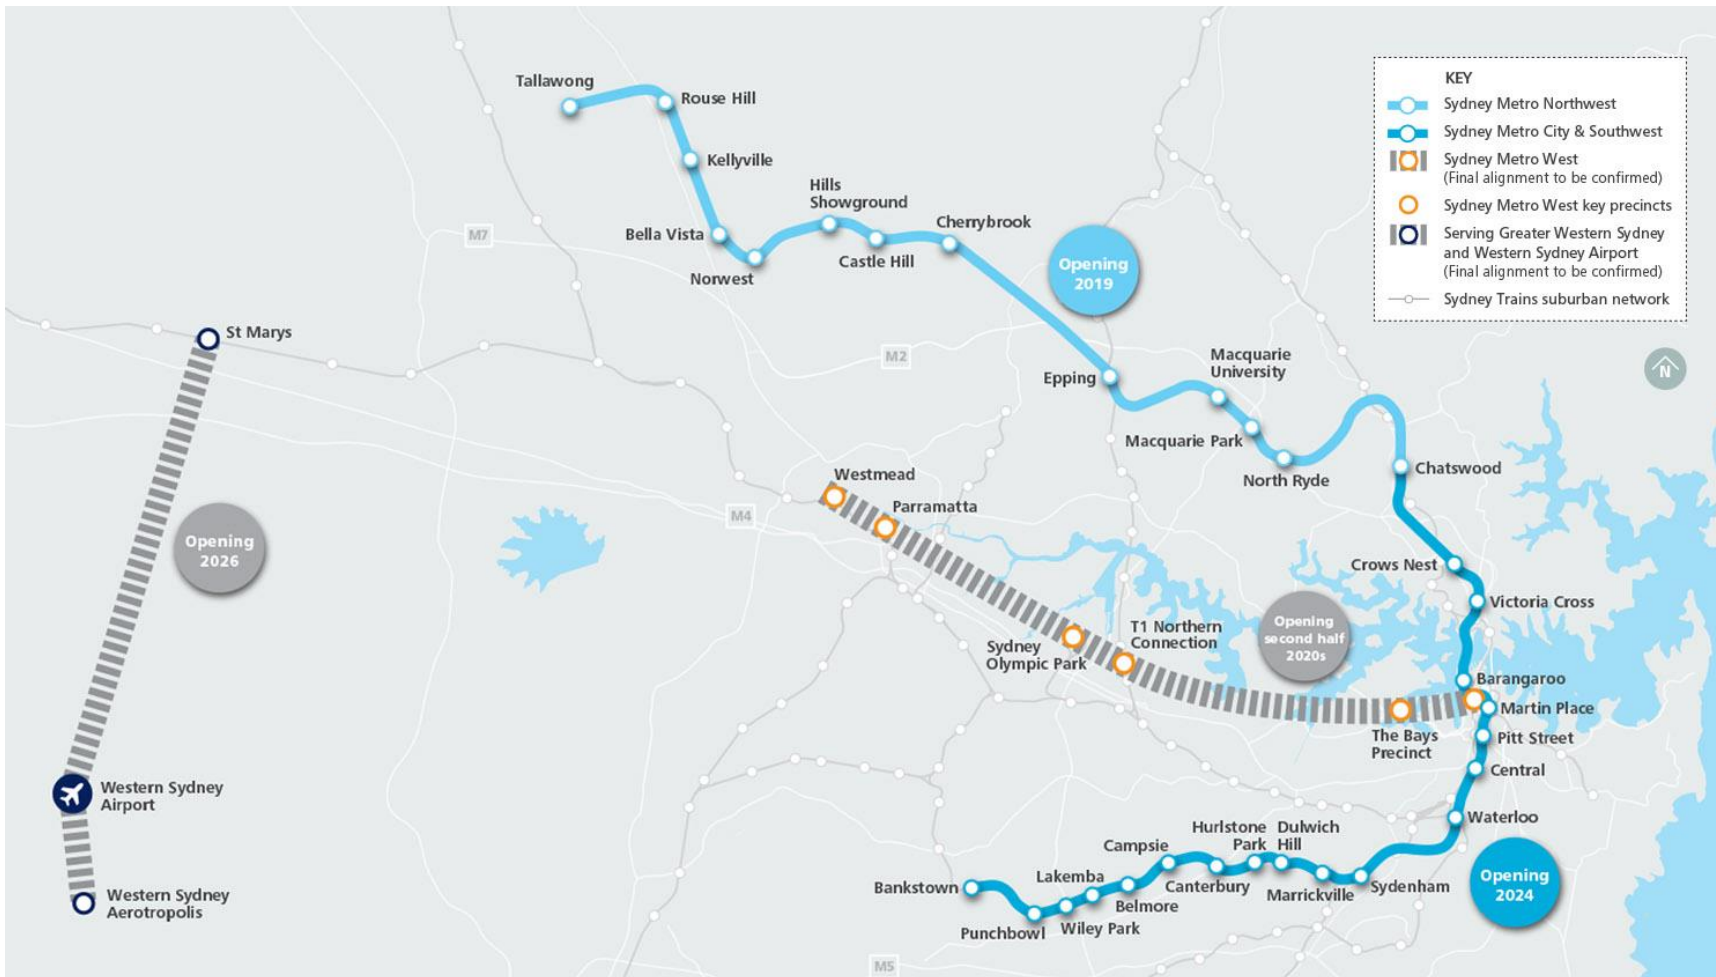 KEY
Sydney Metro Northwest
Sydney Metro City & Southwest
Sydney Metro West
(Final alignment to be confirmed)
Sydney Metro West key precincts
Serving Greater Western Sydney
and Western Sydney Airport
(Final alignment to be confirmed)
Sydney Trains suburban network
N
Tallawong
Rouse Hill
Kellyville
Hills
Showground
Bella Vista
Norwest
Castle Hill
Cherrybrook
Opening
2019
M7
M2
St Marys
Epping
Macquarie
University
Macquarie Park
North Ryde
Chatswood
Westmead
Parramatta
M4
Opening
2026
Crows Nest
Victoria Cross
Opening
second half
2020s
T1 Northern
Connection
Sydney
Olympic Park
Barangaroo
Martin Place
The Bays
Precinct
Pitt Street
Central
Western Sydney
Airport
Waterloo
Hurlstone
Park
Dulwich
Hill
Campsie
Lakemba
Bankstown
Canterbury
Marrickville
Sydenham
Belmore
Punchbowl
Wiley Park
Western Sydney
Aerotropolis
Opening
2024
M5